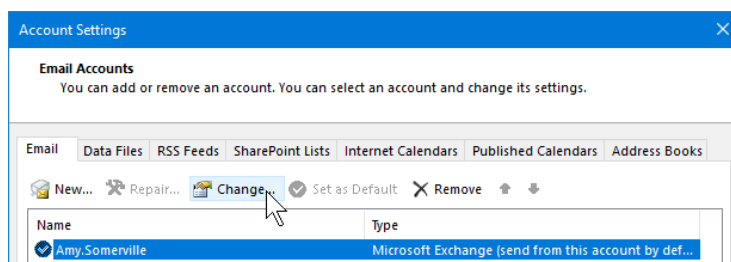 Account Settings
Email Accounts
You can add or remove an account. You can select an account and change its settings.
Email Data Files RSS Feeds SharePoint Lists Internet Calendars Published Calendars Address Books
New... Repair... Change... Set as Default Remove
Name Type
Amy.Somerville Microsoft Exchange (send from this account by def...